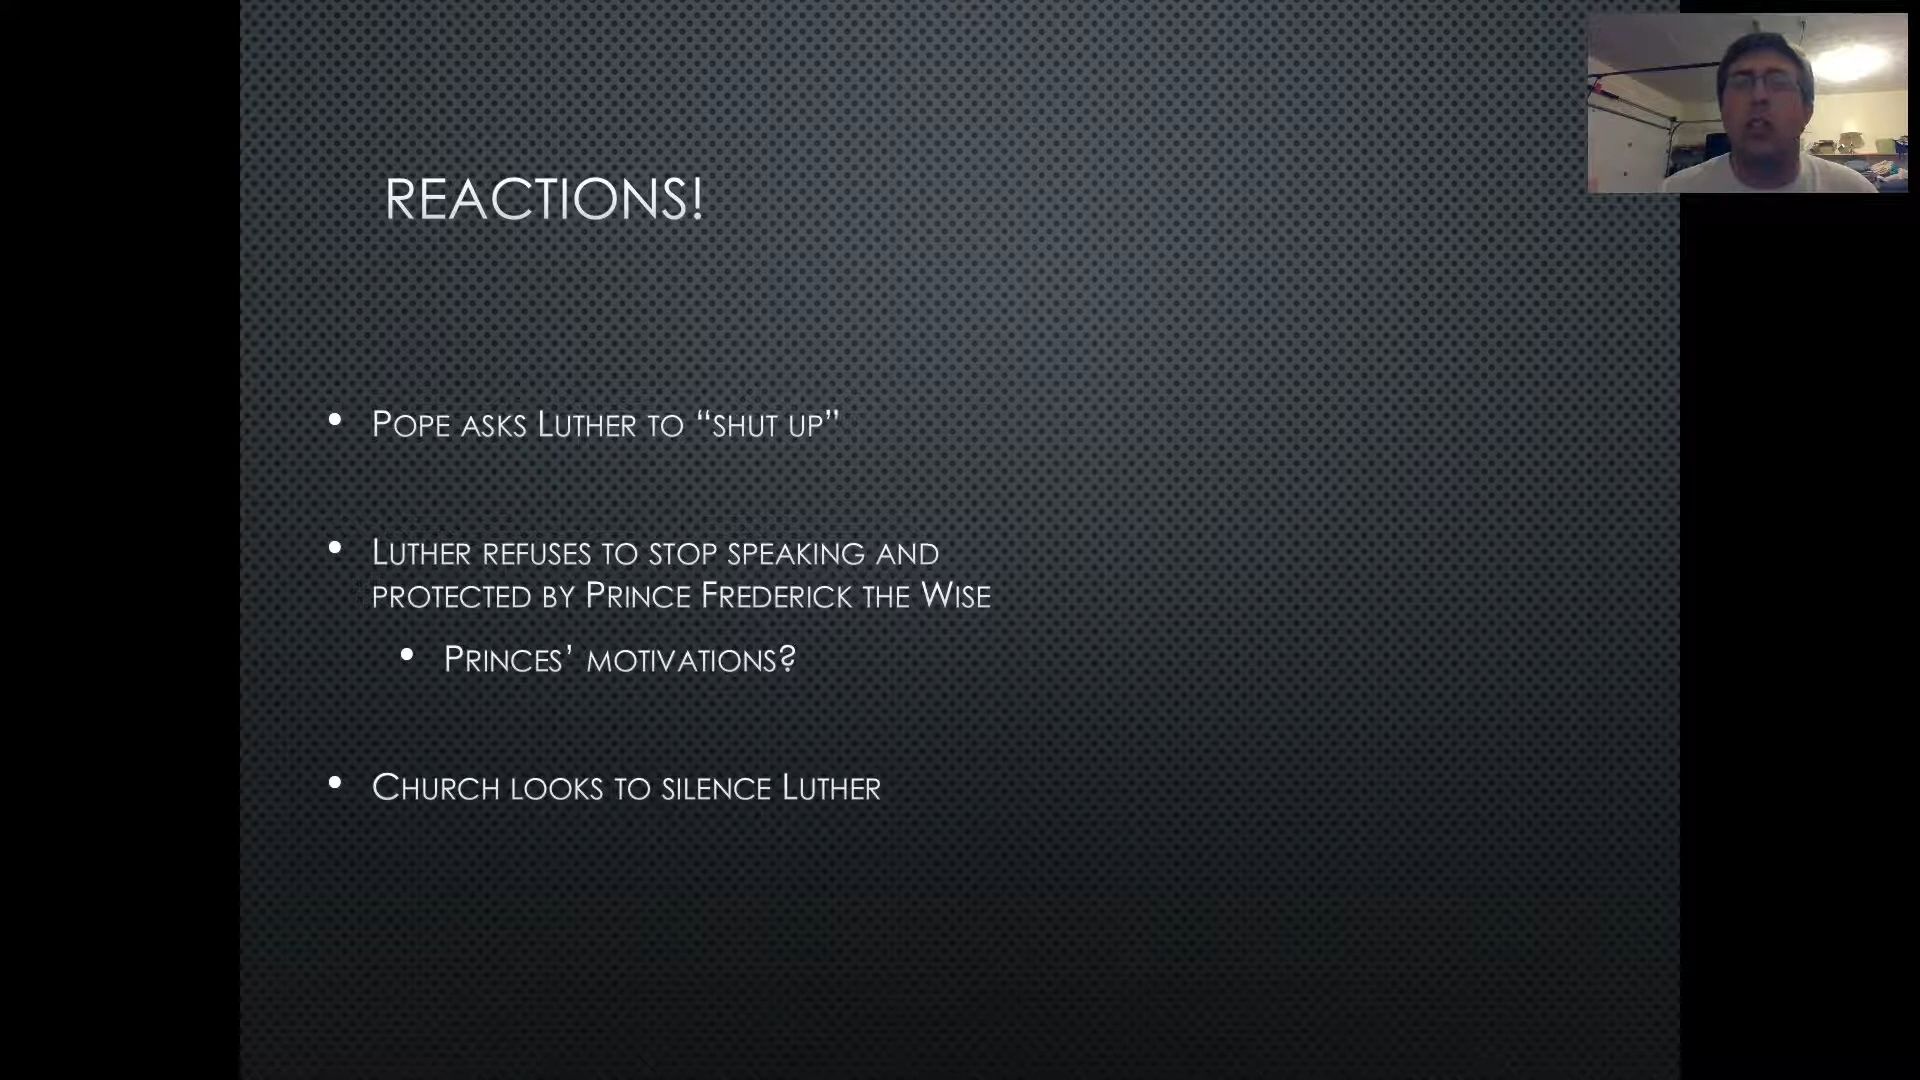 REACTIONS!
• POPE ASKS LUTHER TO “SHUT UP”
• LUTHER REFUSES TO STOP SPEAKING AND
PROTECTED BY PRINCE FREDERICK THE WISE
• PRINCES’ MOTIVATIONS?
• CHURCH LOOKS TO SILENCE LUTHER